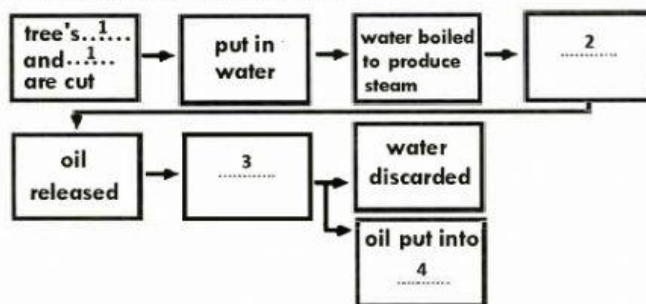 tree's..1....
and..1...
are cut
put in
water
water boiled
to produce
steam
2
............
oil
released
3
............
water
discarded
oil put into
4
............